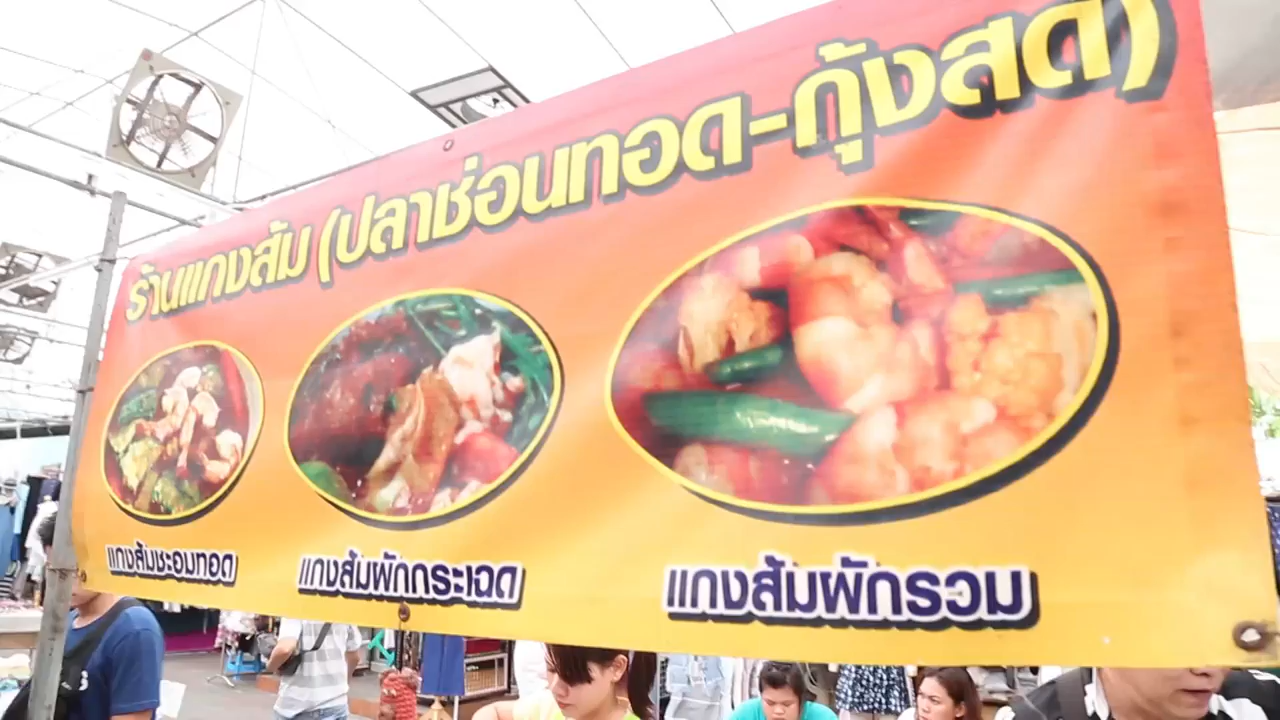 ร้านแกงส้ม (ปลาช่อนทอด-กุ้งสด)
แกงส้มชะอมทอด
แกงส้มผักกระเฉด
แกงส้มผักรวม